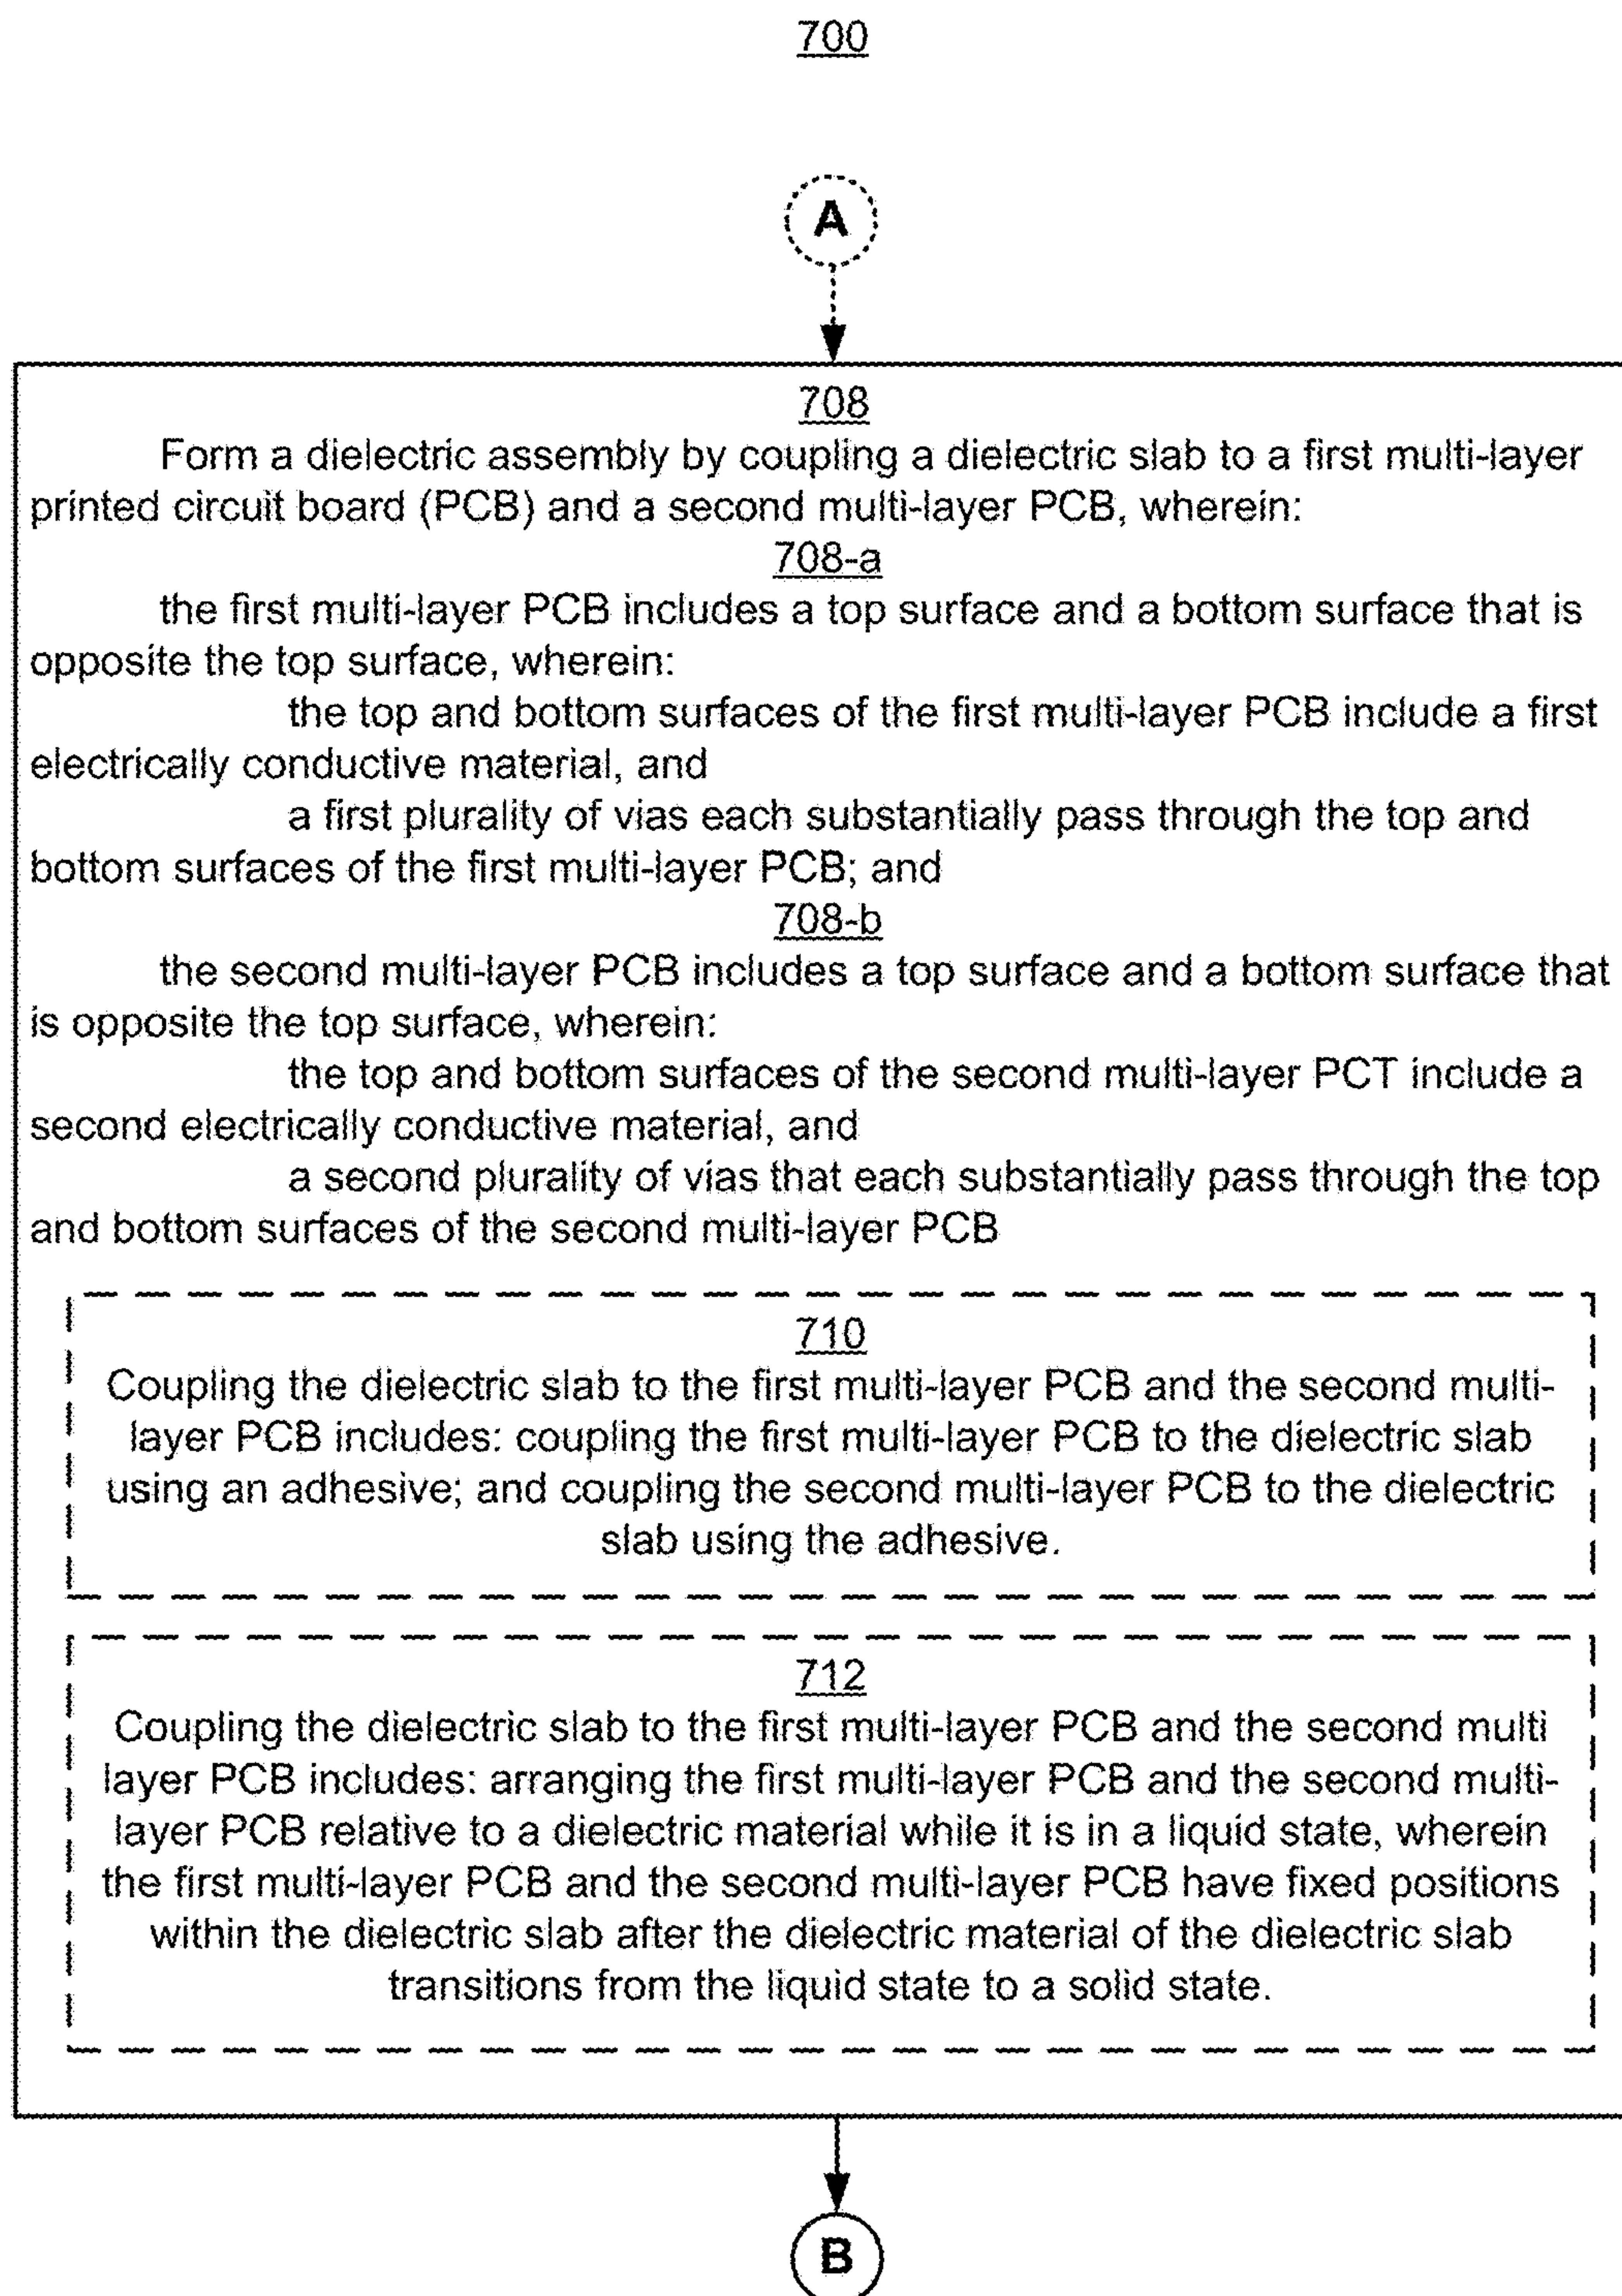 700
A
708
Form a dielectric assembly by coupling a dielectric slab to a first multi-layer
printed circuit board (PCB) and a second multi-layer PCB, wherein:
708-a
the first multi-layer PCB includes a top surface and a bottom surface that is
opposite the top surface, wherein:
the top and bottom surfaces of the first multi-layer PCB include a first
electrically conductive material, and
a first plurality of vias each substantially pass through the top and
bottom surfaces of the first multi-layer PCB; and
708-b
the second multi-layer PCB includes a top surface and a bottom surface that
is opposite the top surface, wherein:
the top and bottom surfaces of the second multi-layer PCT include a
second electrically conductive material, and
a second plurality of vias that each substantially pass through the top
and bottom surfaces of the second multi-layer PCB
710
Coupling the dielectric slab to the first multi-layer PCB and the second multi-
layer PCB includes: coupling the first multi-layer PCB to the dielectric slab
using an adhesive; and coupling the second multi-layer PCB to the dielectric
slab using the adhesive.
712
Coupling the dielectric slab to the first multi-layer PCB and the second multi
layer PCB includes: arranging the first multi-layer PCB and the second multi-
layer PCB relative to a dielectric material while it is in a liquid state, wherein
the first multi-layer PCB and the second multi-layer PCB have fixed positions
within the dielectric slab after the dielectric material of the dielectric slab
transitions from the liquid state to a solid state.
B